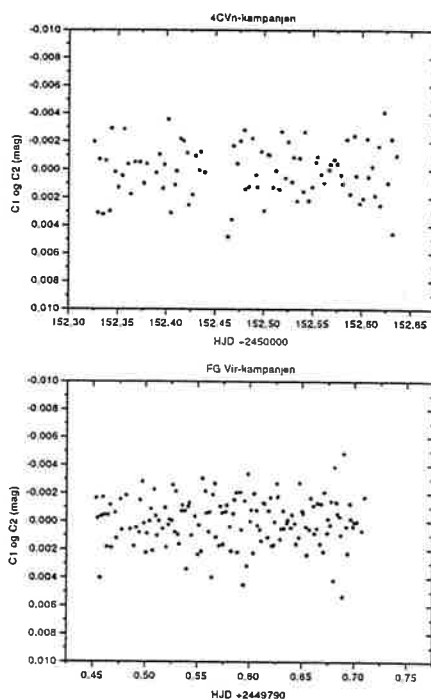 4CVn-kampanjen
-0.010
-0.008
-0.006
-0.004
-0.002
0.000
0.002
0.004
0.006
0.008
0.010
C1 og C2 (mag)
152.30 152.35 152.40 152.45 152.50 152.55 152.60 152.65
HJD +2450000
FG Vir-kampanjen
-0.010
-0.008
-0.006
-0.004
-0.002
0.000
0.002
0.004
0.006
0.008
0.010
C1 og C2 (mag)
0.45 0.50 0.55 0.60 0.65 0.70 0.75
HJD +2449790